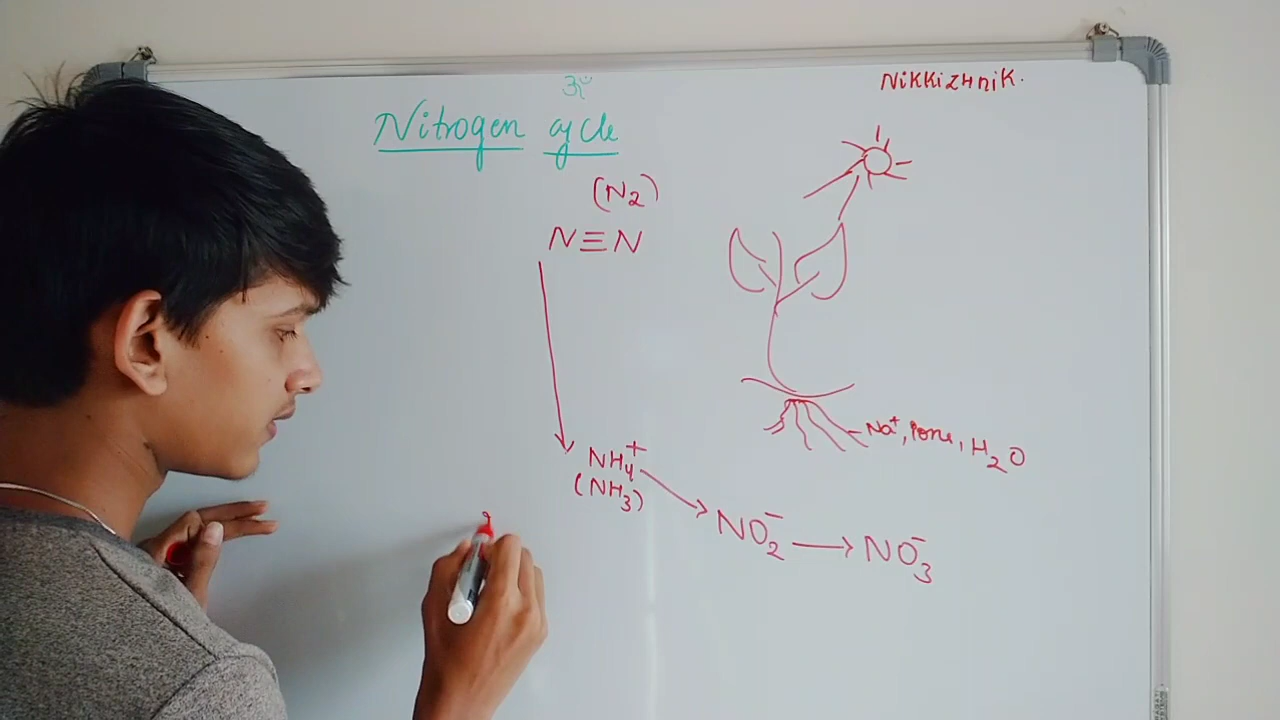 Nikkizhnik.
Nitrogen cycle
(N2)
N≡N
Na+, , H2O
NH4+
(NH3)
NO2- → NO3-